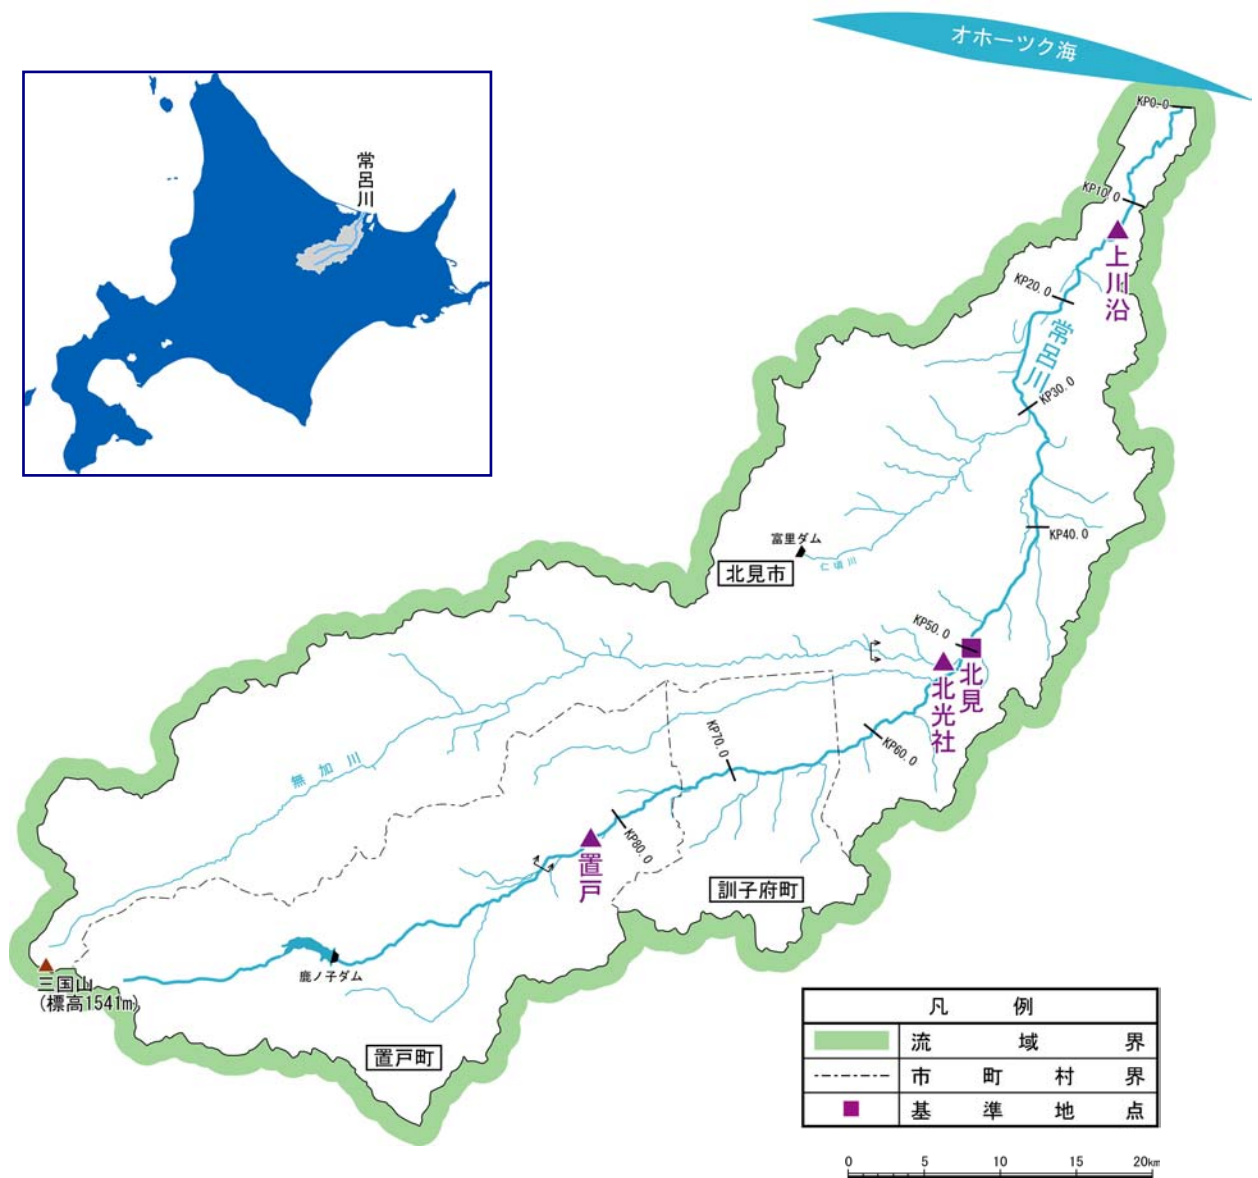 オホーツク海
常呂川
KP0.0
KP10.0
上川沿
KP20.0
常呂川
KP30.0
富里ダム
仁頃川
北見市
KP40.0
KP50.0
北見
北光社
KP60.0
KP70.0
無加川
KP80.0
置戸
訓子府町
三国山
(標高1541m)
鹿ノ子ダム
置戸町
凡 例
流 域 界
市 町 村 界
基 準 地 点
0 5 10 15 20km